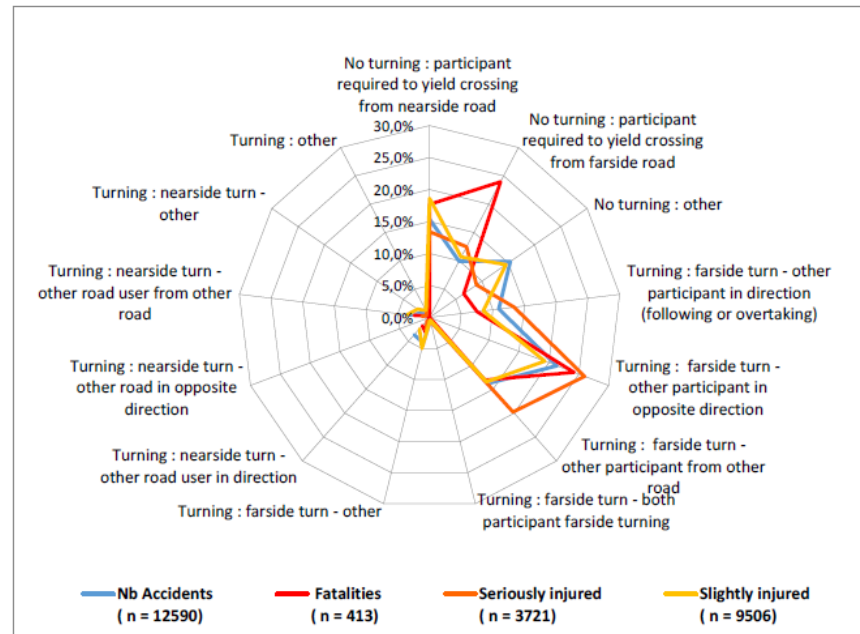 No turning : participant
required to yield crossing
from nearside road
No turning : participant
required to yield crossing
from farside road
No turning : other
Turning : farside turn - other
participant in direction
(following or overtaking)
Turning : farside turn -
other participant in
opposite direction
Turning : farside turn -
other participant from other
road
Turning : farside turn - both
participant farside turning
Turning : farside turn - other
Turning : nearside turn -
other road user in direction
Turning : nearside turn -
other road in opposite
direction
Turning : nearside turn -
other road user from other
road
Turning : nearside turn -
other
Turning : other
30,0%
25,0%
20,0%
15,0%
10,0%
5,0%
0,0%
Nb Accidents
( n = 12590)
Fatalities
( n = 413)
Seriously injured
( n = 3721)
Slightly injured
( n = 9506)